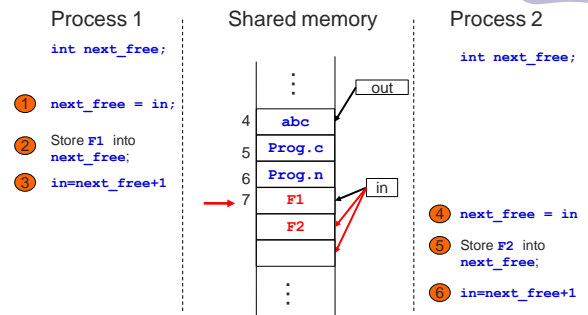 Process 1
int next_free;
1 next_free = in;
2 Store F1 into
next_free;
3 in=next_free+1
Shared memory
⋮
out
4 abc
5 Prog.c
6 Prog.n
7 F1
in
F2
⋮
Process 2
int next_free;
4 next_free = in
5 Store F2 into
next_free;
6 in=next_free+1